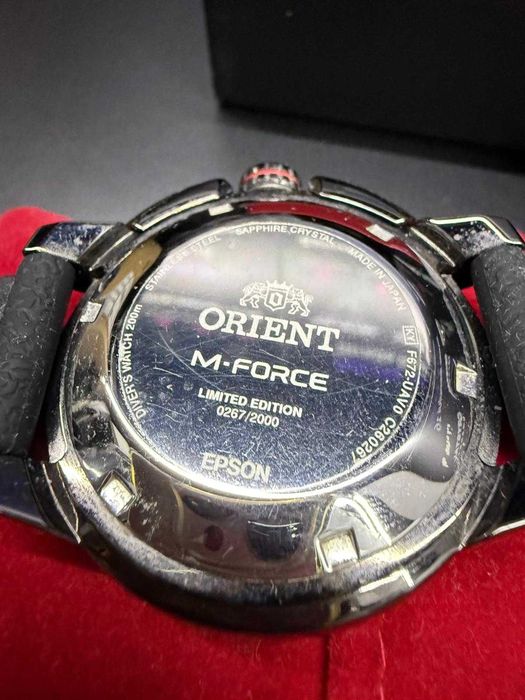 DIVER'S WATCH 200m STAINLESS STEEL SAPPHIRE CRYSTAL MADE IN JAPAN KY F672-UAV0
ORIENT
M-FORCE
LIMITED EDITION
0267/2000
EPSON